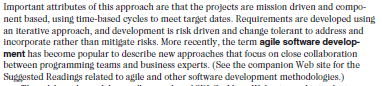 Important attributes of this approach are that the projects are mission driven and compo-
nent based, using time-based cycles to meet target dates. Requirements are developed using
an iterative approach, and development is risk driven and change tolerant to address and
incorporate rather than mitigate risks. More recently, the term agile software develop-
ment has become popular to describe new approaches that focus on close collaboration
between programming teams and business experts. (See the companion Web site for the
Suggested Readings related to agile and other software development methodologies.)